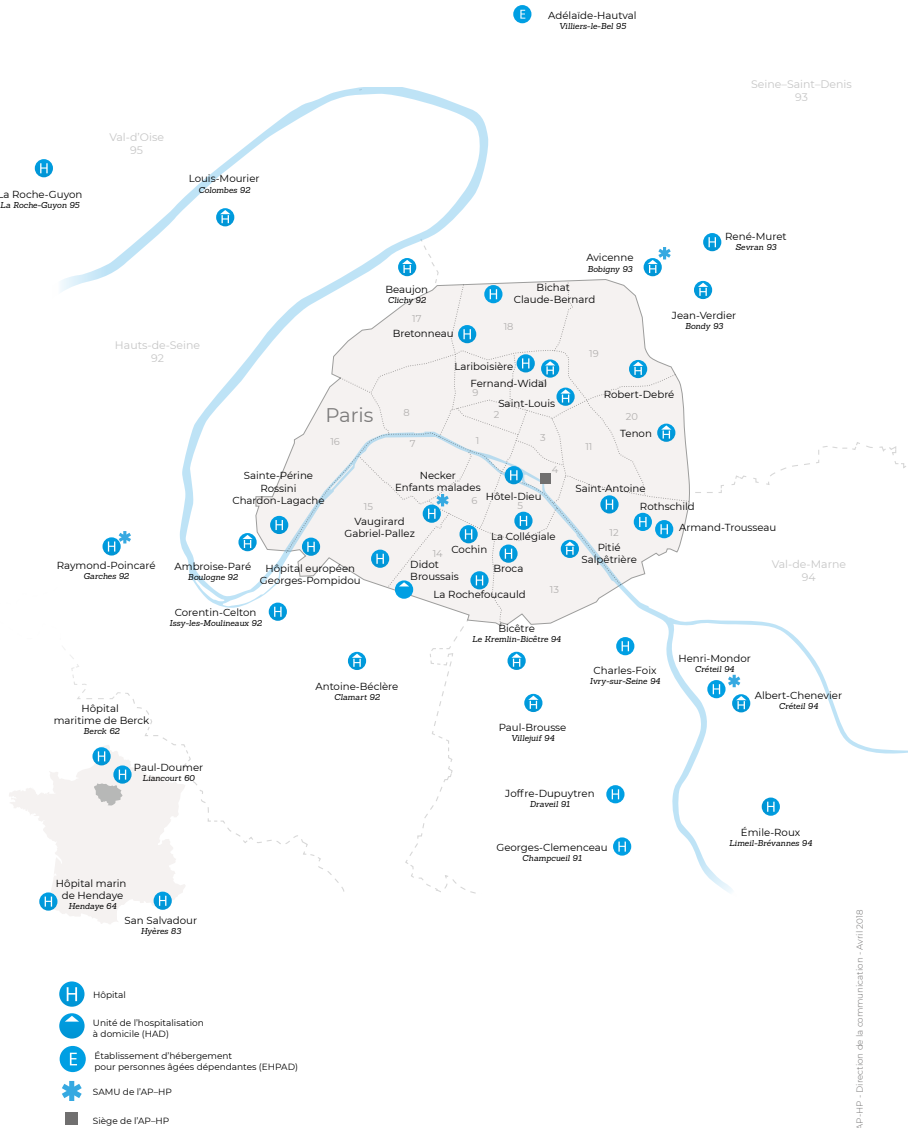 E
Adélaïde-Hautval
Villiers-le-Bel 95
Seine-Saint-Denis
93
Val-d'Oise
95
H
La Roche-Guyon
La Roche-Guyon 95
Louis-Mourier
Colombes 92
H
H
René-Muret
Sevran 93
Avicenne
Bobigny 93
H
H
Beaujon
Clichy 92
H
Bichat
Claude-Bernard
H
Jean-Verdier
Bondy 93
17
18
Bretonneau
H
Hauts-de-Seine
92
19
Lariboisière
H
H
Fernand-Widal
9
Saint-Louis
H
H
Robert-Debré
Paris
8
2
20
Tenon
H
16
7
1
3
11
4
Sainte-Périne
Rossini
Chardon-Lagache
H
Necker
Enfants malades
H
H
Hôtel-Dieu
Saint-Antoine
H
Rothschild
H
H
Armand-Trousseau
15
6
5
12
Vaugirard
Gabriel-Pallez
H
H
La Collégiale
H
Cochin
H
Pitié
Salpêtrière
H
Raymond-Poincaré
Garches 92
H
Ambroise-Paré
Boulogne 92
H
Hôpital européen
Georges-Pompidou
14
Didot
Broussais
H
Broca
Val-de-Marne
94
H
La Rochefoucauld
13
Corentin-Celton
Issy-les-Moulineaux 92
H
Bicêtre
Le Kremlin-Bicêtre 94
H
H
Charles-Foix
Ivry-sur-Seine 94
Henri-Mondor
Créteil 94
H
H
Albert-Chenevier
Créteil 94
H
Antoine-Béclère
Clamart 92
H
Paul-Brousse
Villejuif 94
Hôpital
maritime de Berck
Berck 62
H
H
Paul-Doumer
Liancourt 60
Joffre-Dupuytren
Draveil 91
H
H
Émile-Roux
Limeil-Brévannes 94
Georges-Clemenceau
Champcueil 91
H
Hôpital marin
de Hendaye
Hendaye 64
H
H
San Salvadour
Hyères 83
H
Hôpital
Unité de l'hospitalisation
à domicile (HAD)
E
Établissement d'hébergement
pour personnes âgées dépendantes (EHPAD)
SAMU de l'AP-HP
Siège de l'AP-HP
AP-HP - Direction de la communication - Avril 2018